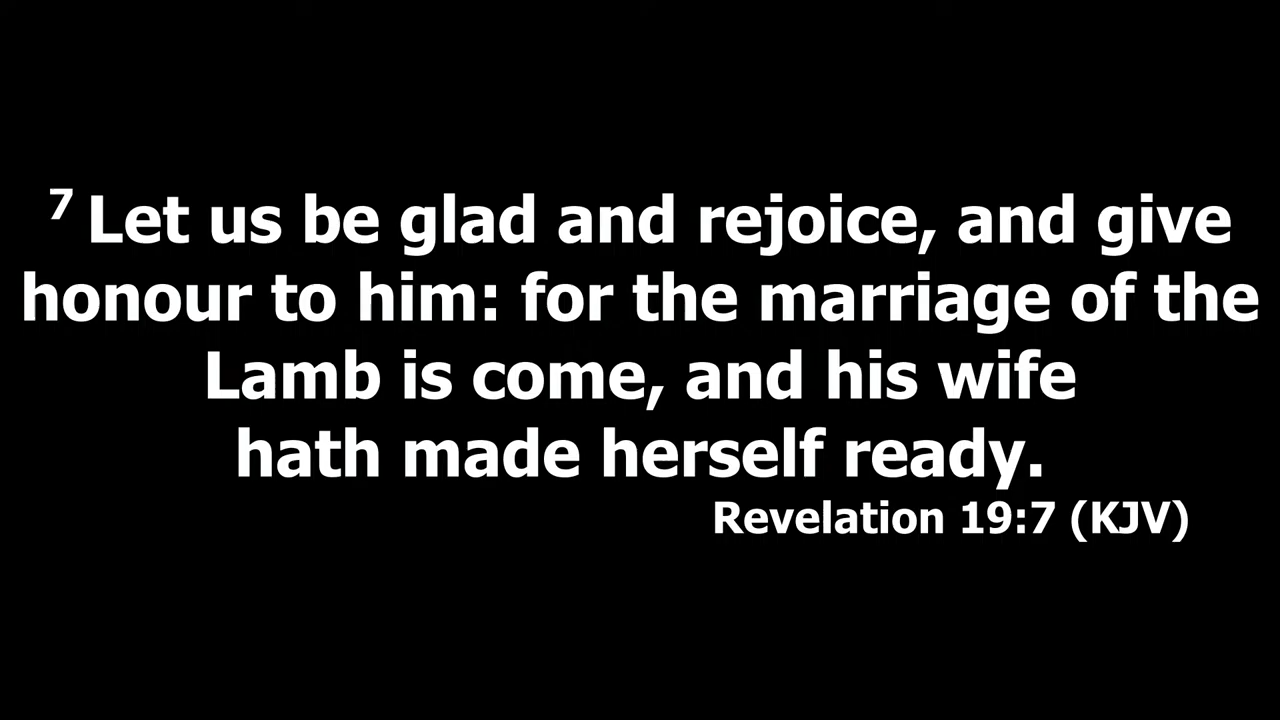 7 Let us be glad and rejoice, and give
honour to him: for the marriage of the
Lamb is come, and his wife
hath made herself ready.
Revelation 19:7 (KJV)